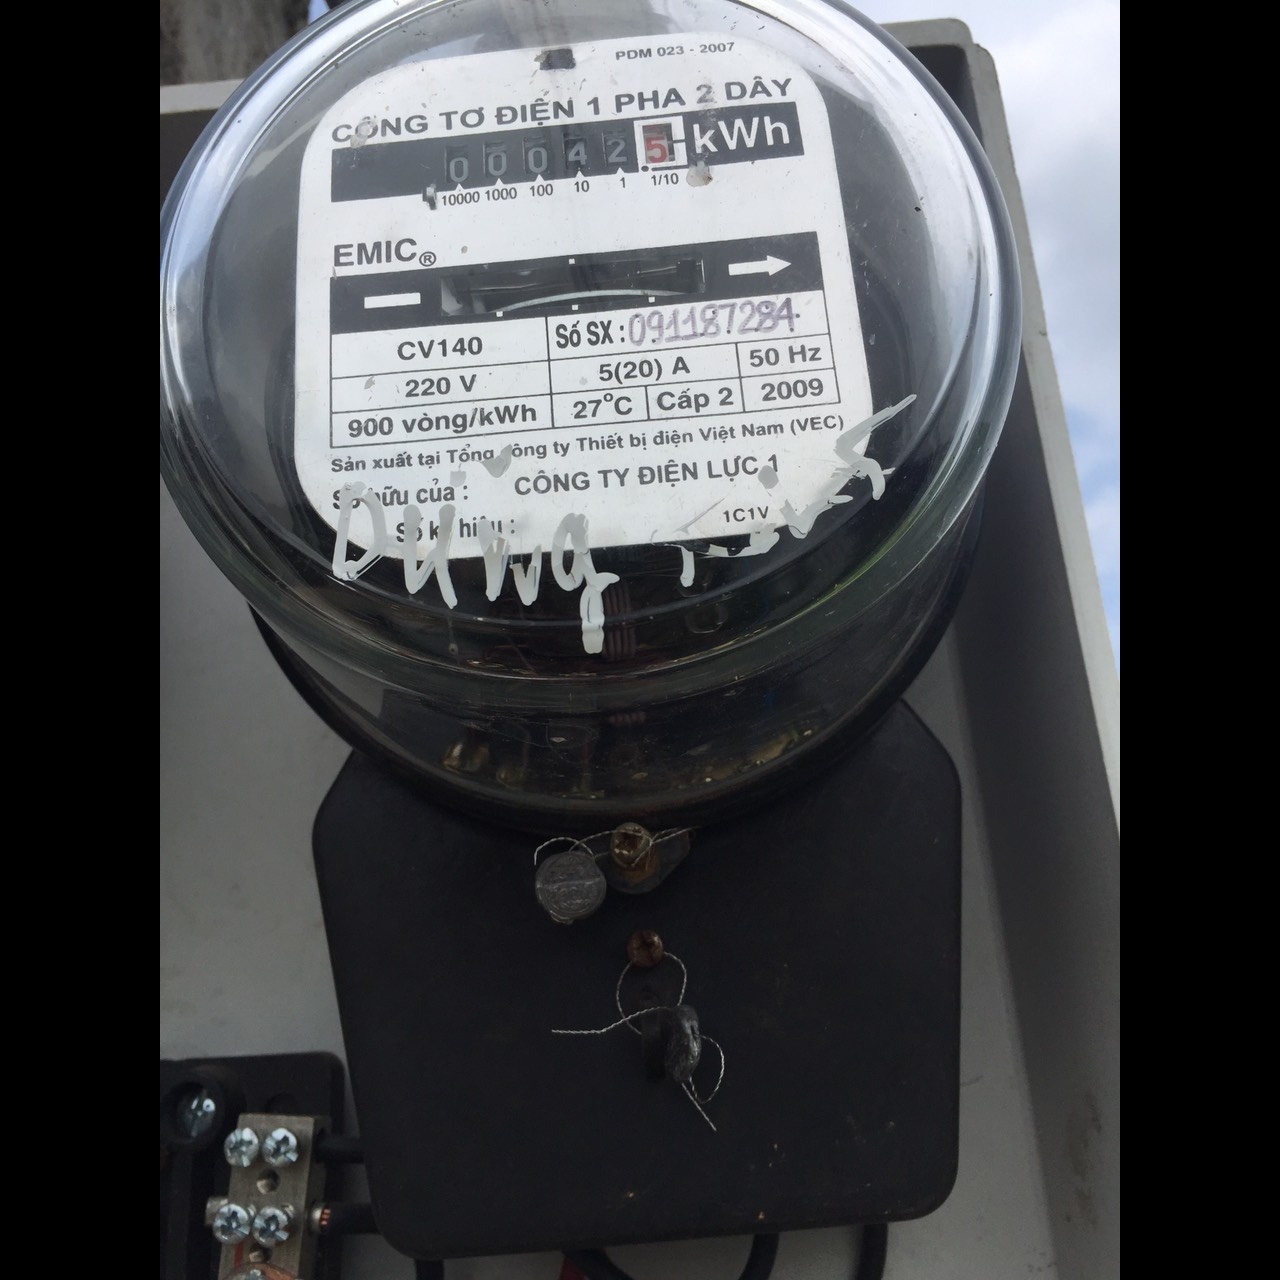 PDM 023 - 2007
CÔNG TƠ ĐIỆN 1 PHA 2 DÂY
0 0 0 4 2 5 kWh
10000 1000 100 10 1 1/10
EMIC®
CV140 Số SX : 091187284
220 V 5(20) A 50 Hz
900 vòng/kWh 27°C Cấp 2 2009
Sản xuất tại Tổng công ty Thiết bị điện Việt Nam (VEC)
Sở hữu của : CÔNG TY ĐIỆN LỰC 1
Số ký hiệu : 1C1V
Dũng